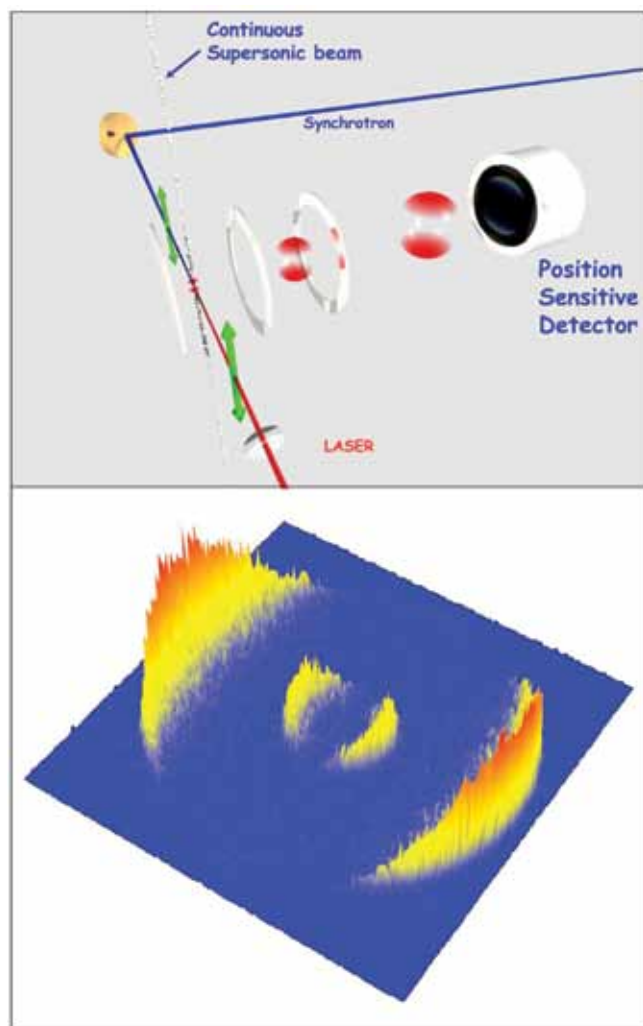 Continuous
Supersonic beam
Synchrotron
Position
Sensitive
Detector
LASER